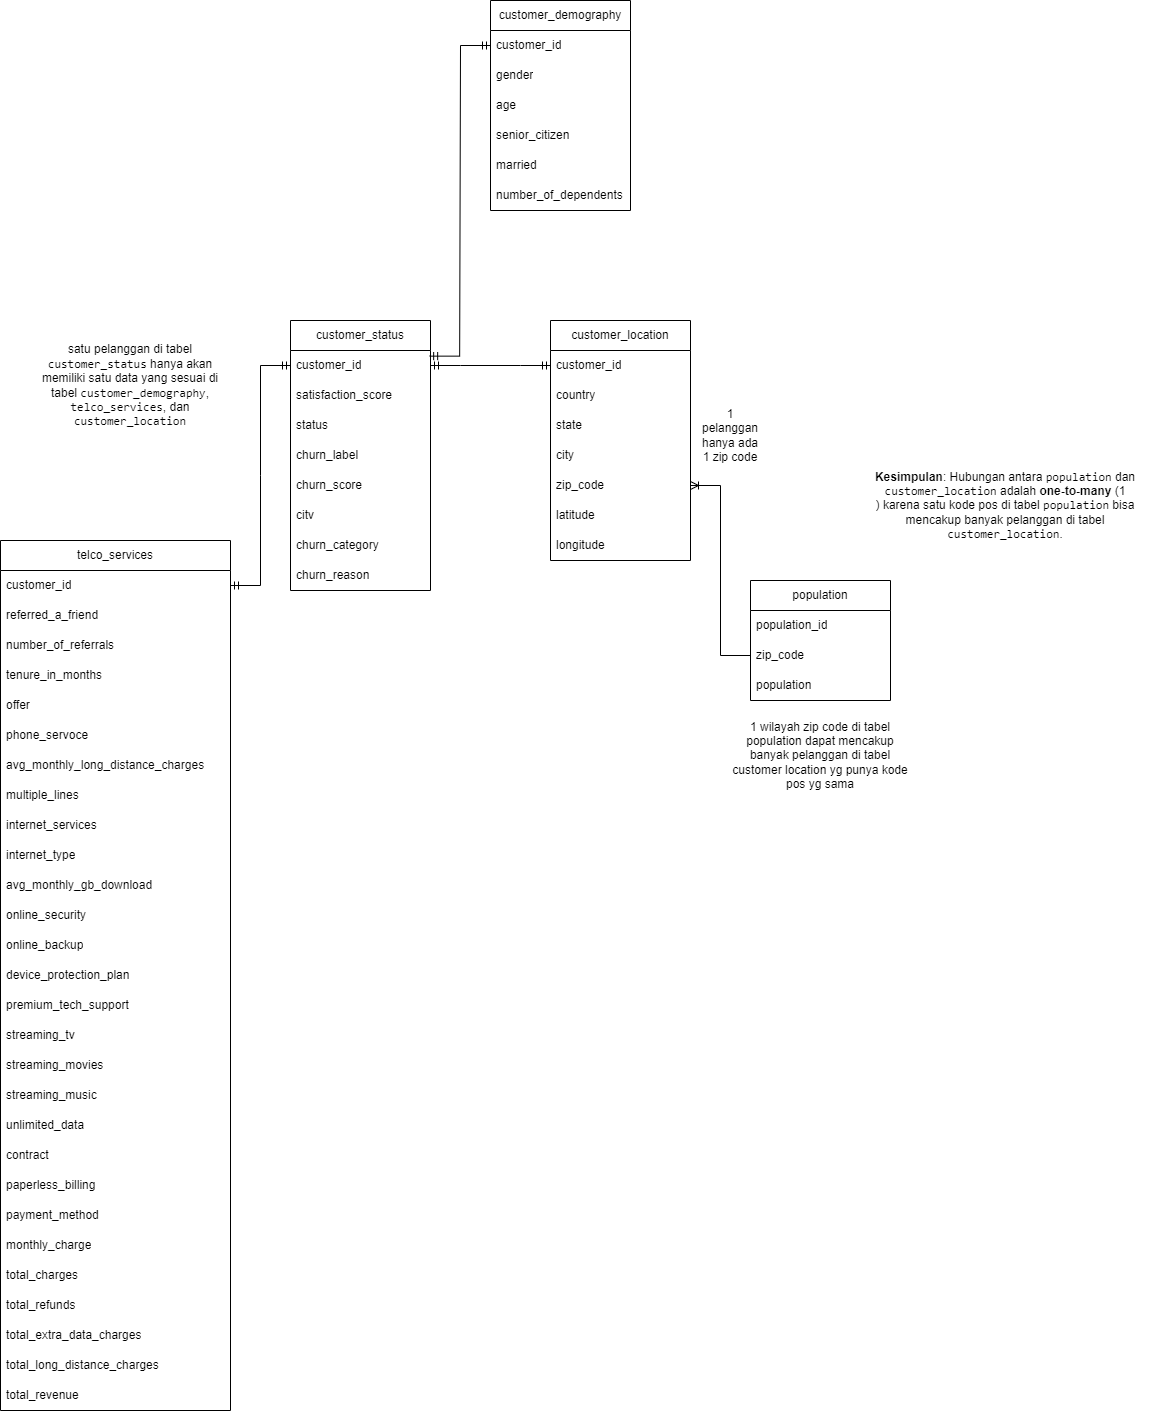 customer_demography
customer_id
gender
age
senior_citizen
married
number_of_dependents
satu pelanggan di tabel
customer_status hanya akan
memiliki satu data yang sesuai di
tabel customer_demography,
telco_services, dan
customer_location
customer_status
customer_id
satisfaction_score
status
churn_label
churn_score
citv
churn_category
churn_reason
customer_location
customer_id
country
state
city
zip_code
latitude
longitude
1
pelanggan
hanya ada
1 zip code
Kesimpulan: Hubungan antara population dan
customer_location adalah one-to-many (1
) karena satu kode pos di tabel population bisa
mencakup banyak pelanggan di tabel
customer_location.
population
population_id
zip_code
population
1 wilayah zip code di tabel
population dapat mencakup
banyak pelanggan di tabel
customer location yg punya kode
pos yg sama
telco_services
customer_id
referred_a_friend
number_of_referrals
tenure_in_months
offer
phone_servoce
avg_monthly_long_distance_charges
multiple_lines
internet_services
internet_type
avg_monthly_gb_download
online_security
online_backup
device_protection_plan
premium_tech_support
streaming_tv
streaming_movies
streaming_music
unlimited_data
contract
paperless_billing
payment_method
monthly_charge
total_charges
total_refunds
total_extra_data_charges
total_long_distance_charges
total_revenue